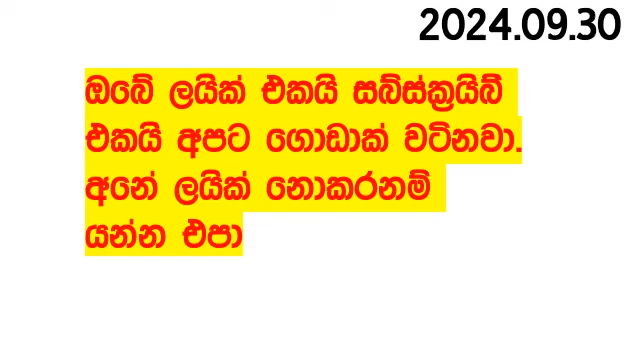 2024.09.30
ඔබේ ලයික් එකයි සබ්ස්ක්‍රයිබ්
එකයි අපට ගොඩාක් වටිනවා.
අනේ ලයික් නොකරනම්
යන්න එපා